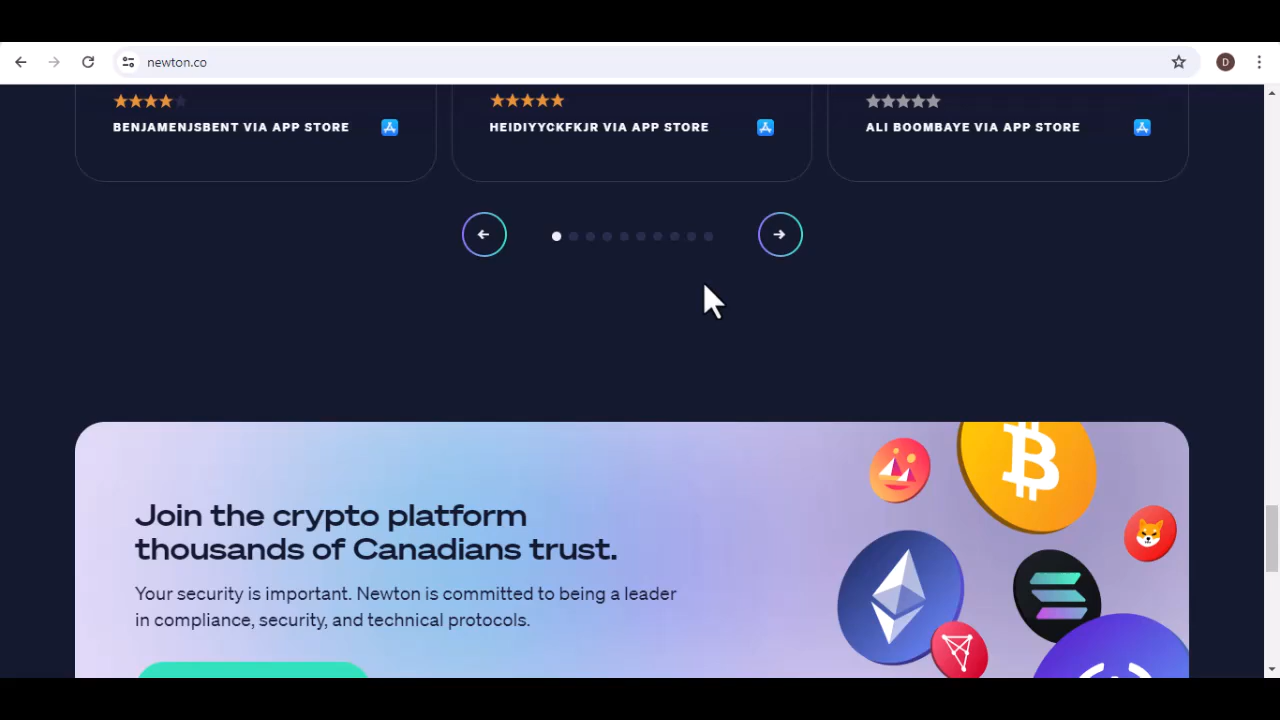 newton.co
D
BENJAMENJSBENT VIA APP STORE
HEIDIYYCKFKJR VIA APP STORE
ALI BOOMBAYE VIA APP STORE
Join the crypto platform
thousands of Canadians trust.
Your security is important. Newton is committed to being a leader
in compliance, security, and technical protocols.